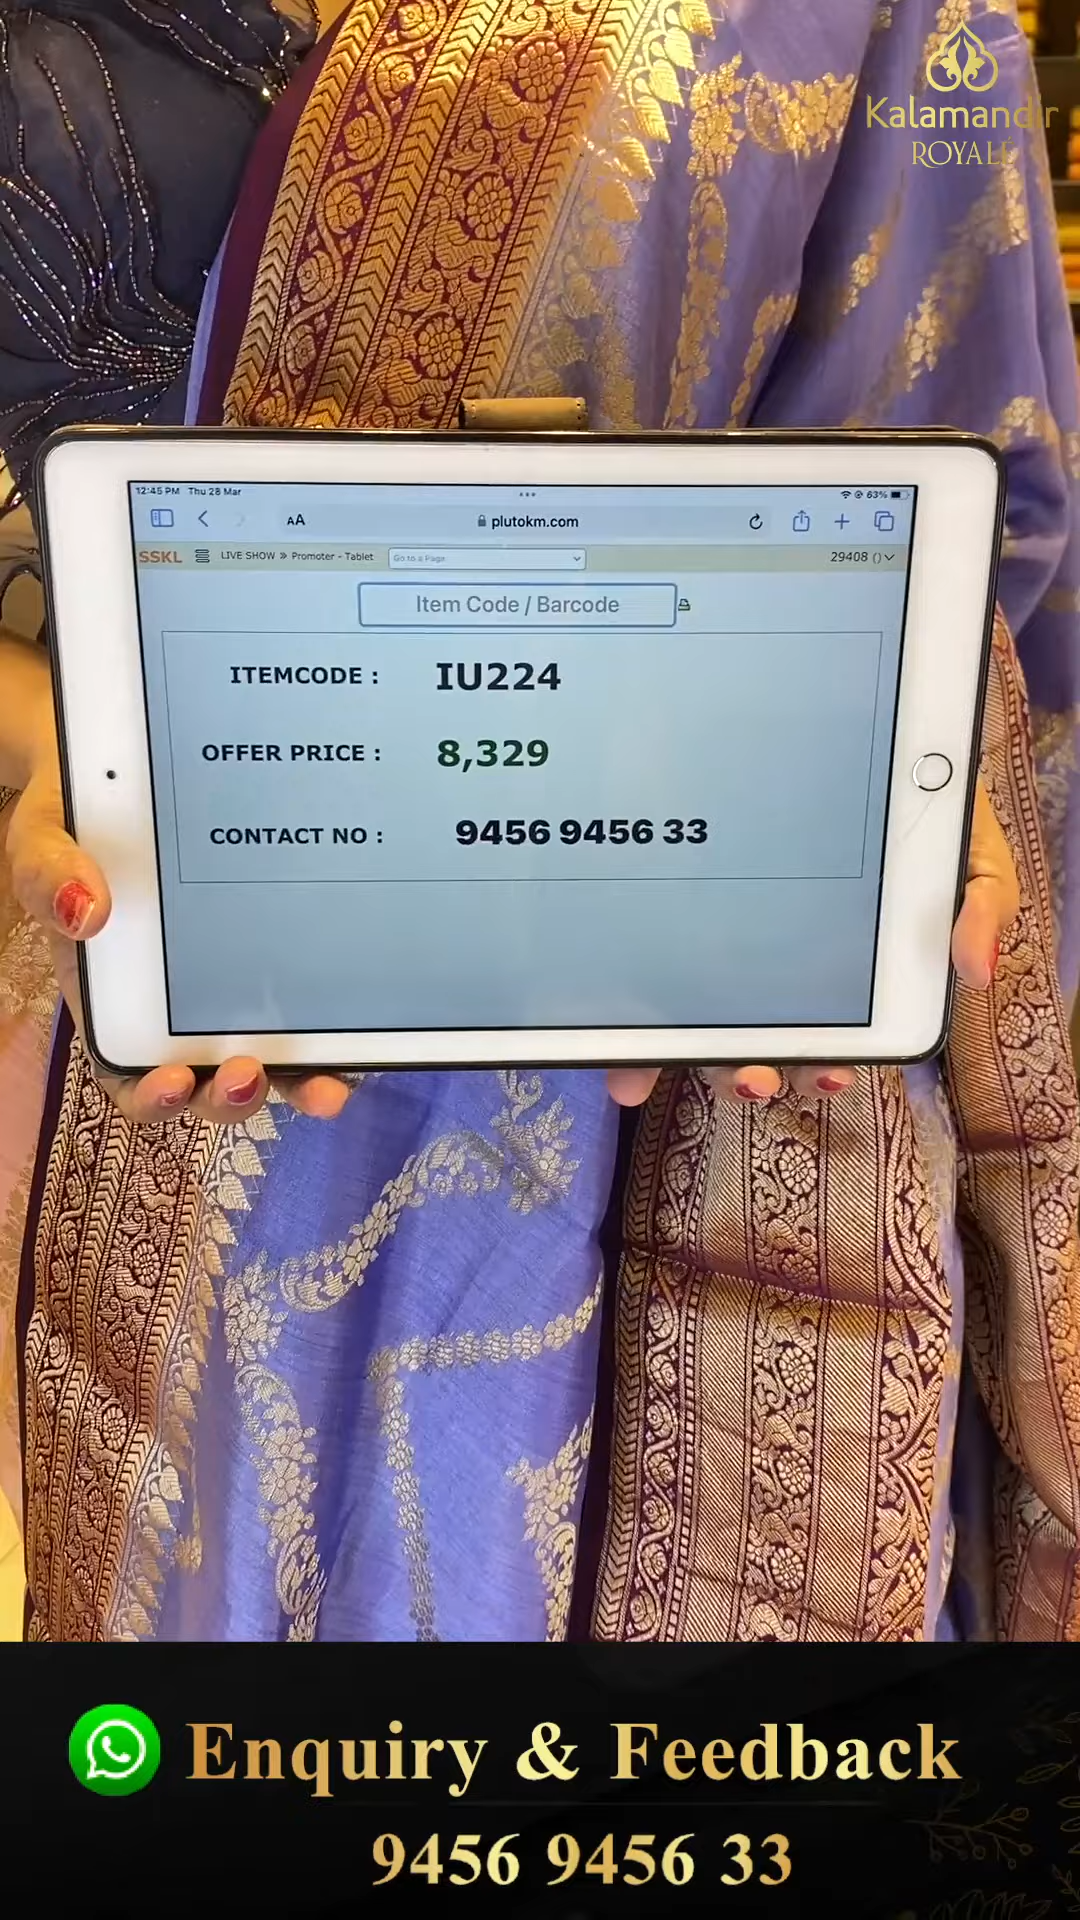 Kalamandir
ROYALE
12:45 PM Thu 28 Mar
63%
AA
plutokm.com
SSKL
LIVE SHOW » Promoter - Tablet
Go to a Page
29408 ()
Item Code / Barcode
ITEMCODE : IU224
OFFER PRICE : 8,329
CONTACT NO : 9456 9456 33
Enquiry & Feedback
9456 9456 33